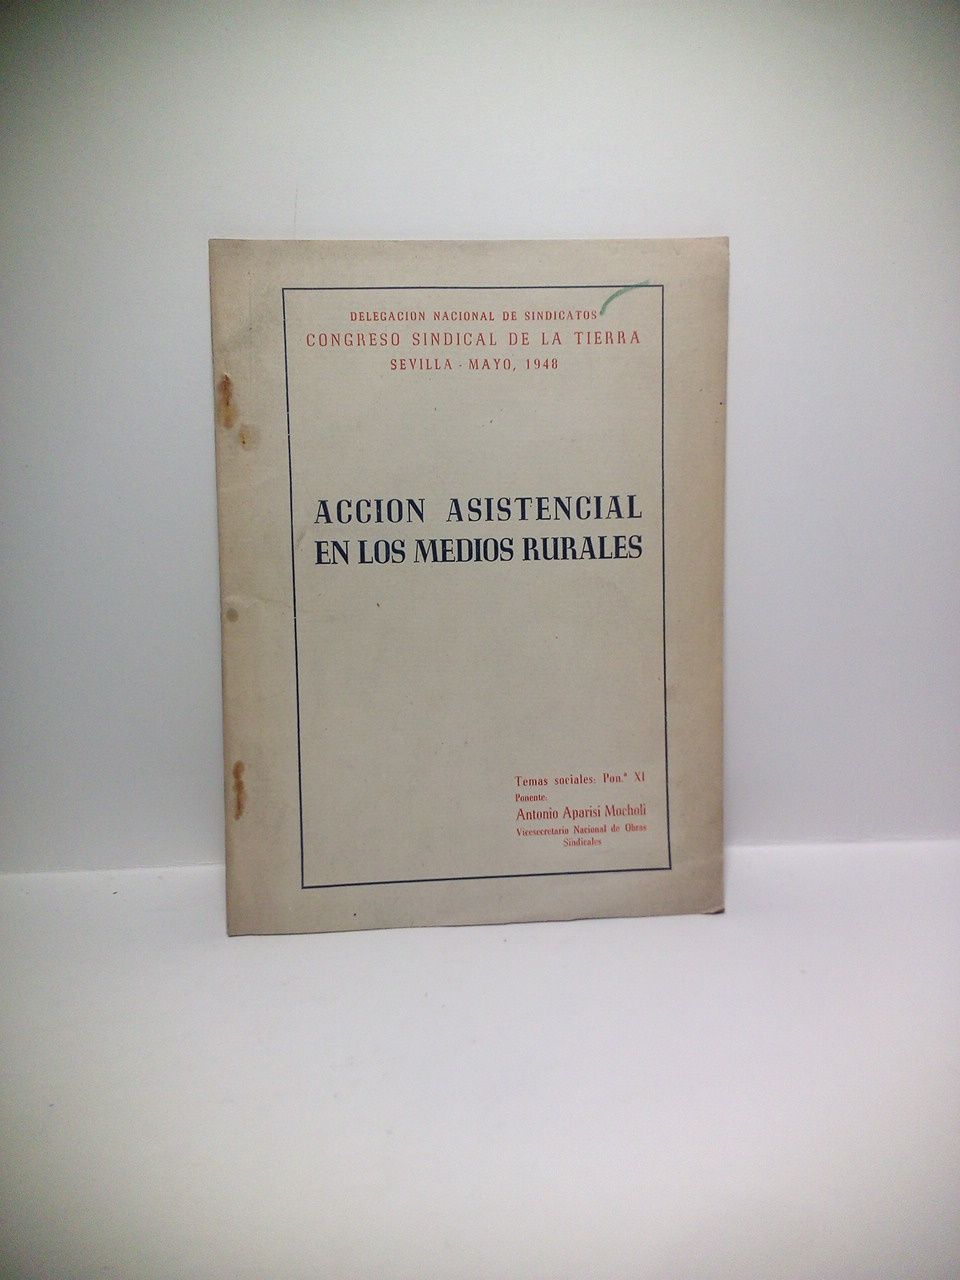 DELEGACION NACIONAL DE SINDICATOS
CONGRESO SINDICAL DE LA TIERRA
SEVILLA - MAYO, 1948
ACCION ASISTENCIAL
EN LOS MEDIOS RURALES
Temas sociales: Pon.ª XI
Ponente:
Antonio Aparisi Mocholi
Vicesecretario Nacional de Obras
Sindicales